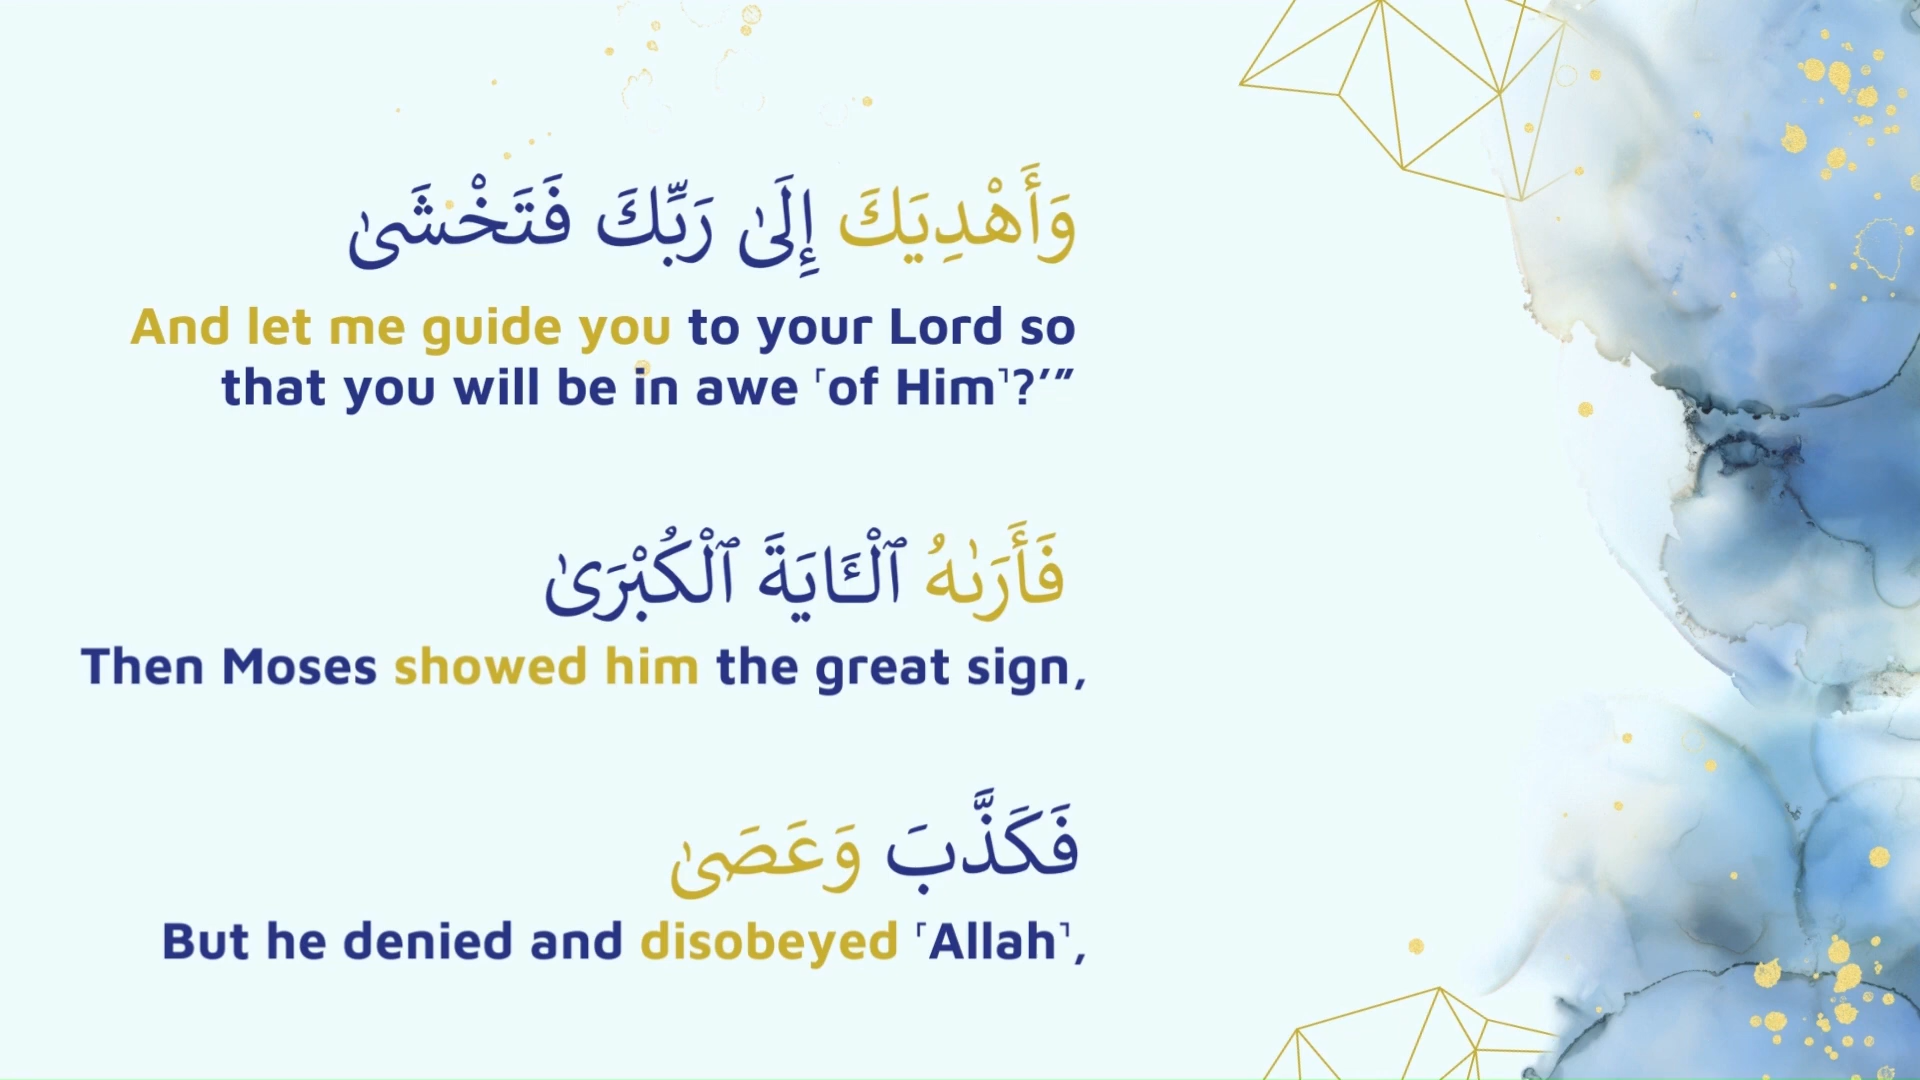 وَأَهْدِيَكَ إِلَىٰ رَبِّكَ فَتَخْشَىٰ
And let me guide you to your Lord so
that you will be in awe ˹of Him˺?’”
فَأَرَىٰهُ ٱلْـَٔايَةَ ٱلْكُبْرَىٰ
Then Moses showed him the great sign,
فَكَذَّبَ وَعَصَىٰ
But he denied and disobeyed ˹Allah˺,